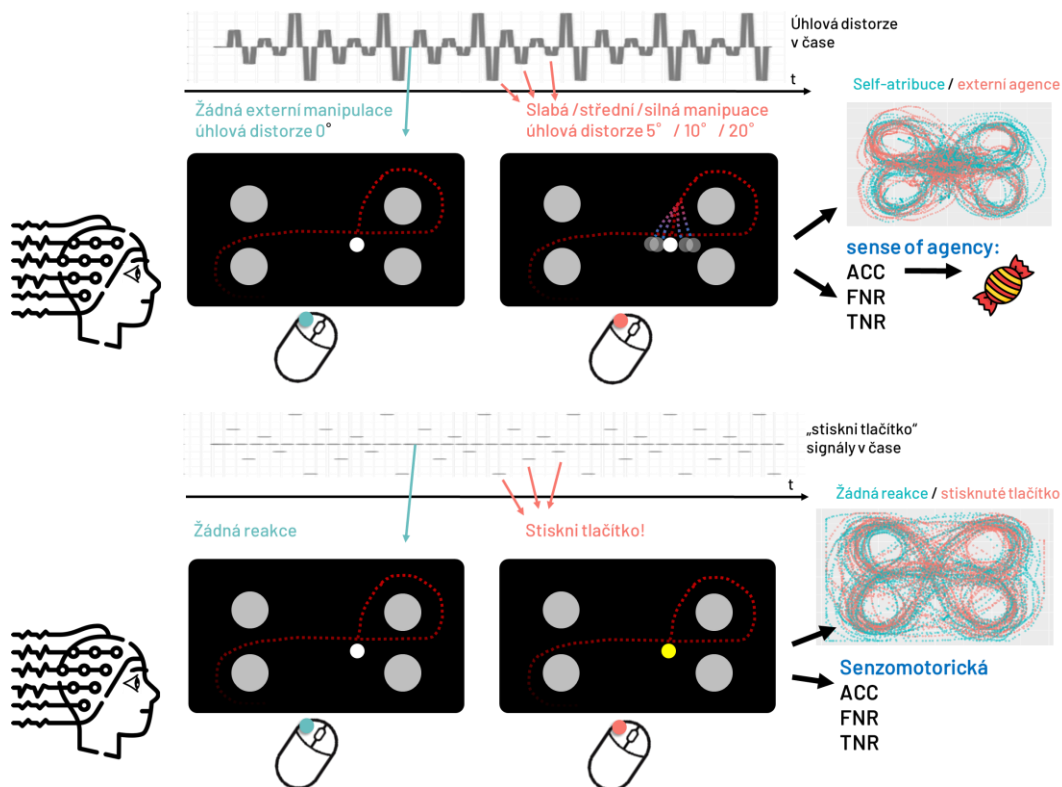 Úhlová distorze
v čase
t
Self-atribuce / externí agence
Žádná externí manipulace
úhlová distorze 0°
Slabá /střední/silná manipuace
úhlová distorze 5° / 10° / 20°
sense of agency:
ACC
FNR
TNR
„stiskni tlačítko"
signály v čase
t
Žádná reakce / stisknuté tlačítko
Žádná reakce
Stiskni tlačítko!
Senzomotorická
ACC
FNR
TNR